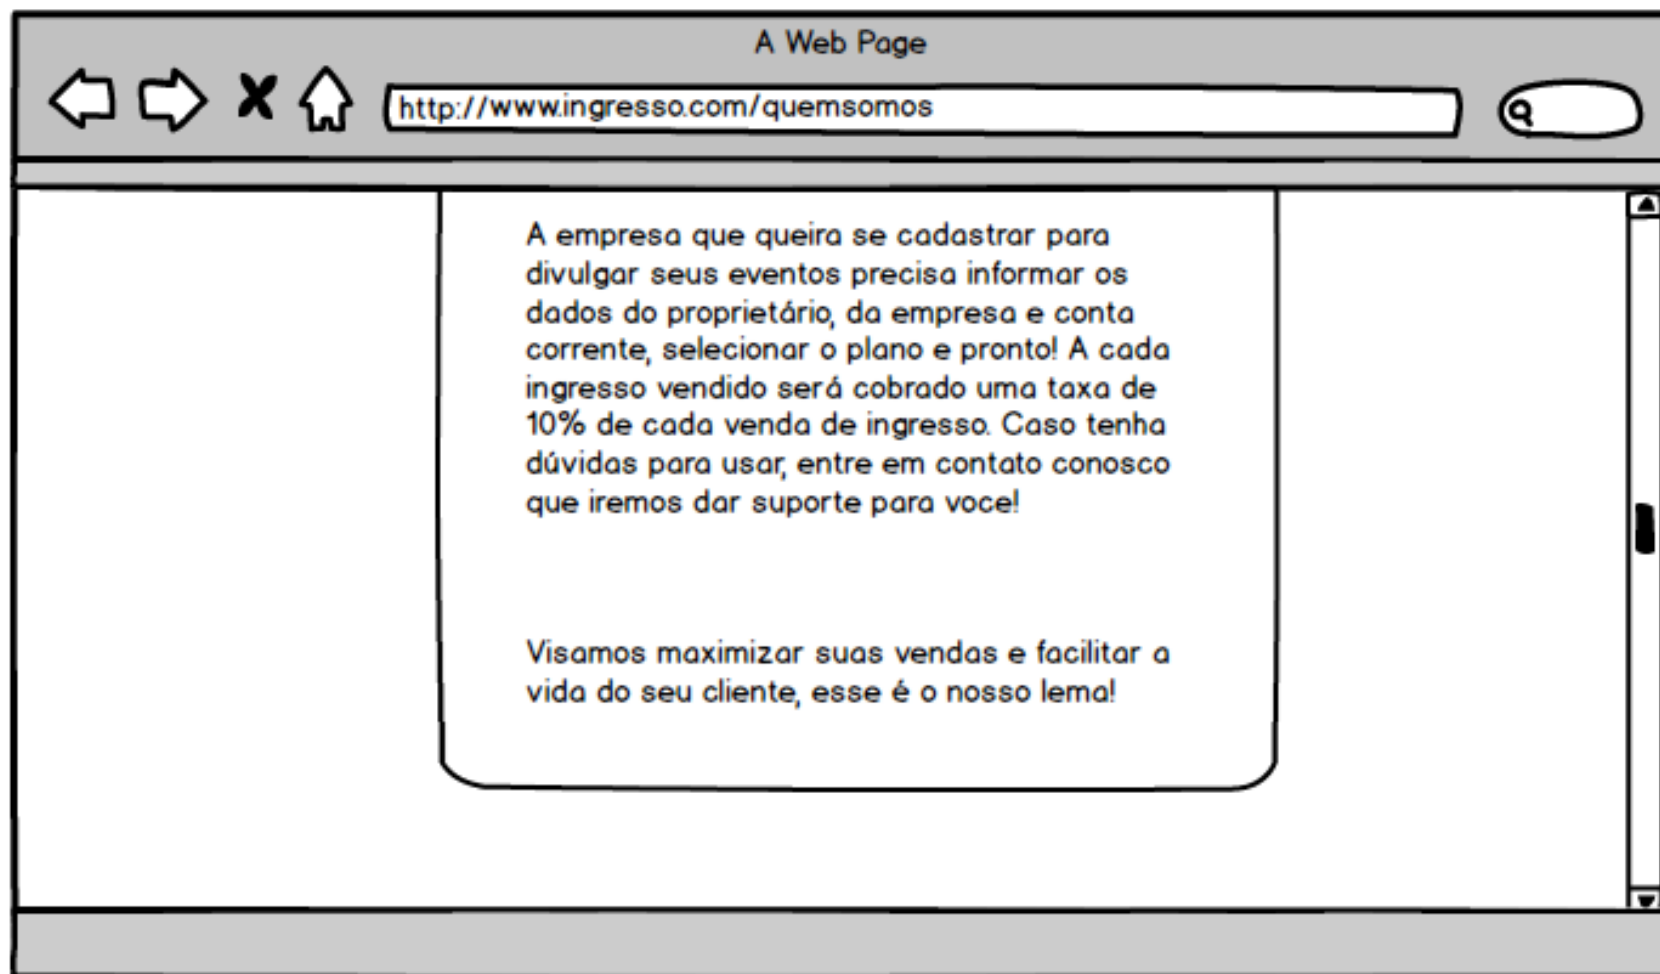 A Web Page
http://www.ingresso.com/quemsomos
A empresa que queira se cadastrar para
divulgar seus eventos precisa informar os
dados do proprietário, da empresa e conta
corrente, selecionar o plano e pronto! A cada
ingresso vendido será cobrado uma taxa de
10% de cada venda de ingresso. Caso tenha
dúvidas para usar, entre em contato conosco
que iremos dar suporte para voce!
Visamos maximizar suas vendas e facilitar a
vida do seu cliente, esse é o nosso lema!